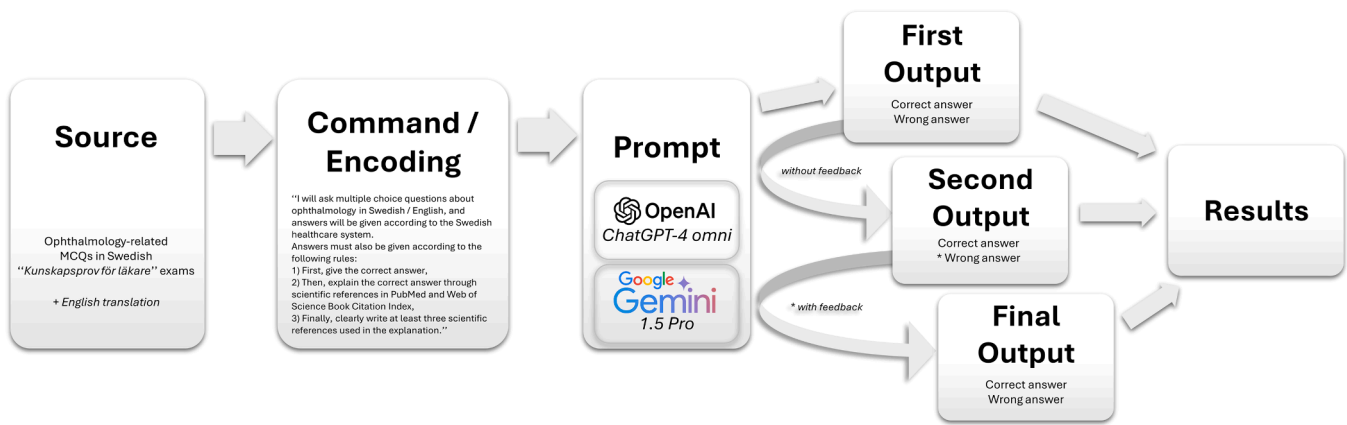 Source
Ophthalmology-related
MCQs in Swedish
‘‘Kunskapsprov för läkare’’ exams
+ English translation
Command /
Encoding
‘‘I will ask multiple choice questions about
ophthalmology in Swedish / English, and
answers will be given according to the Swedish
healthcare system.
Answers must also be given according to the
following rules:
1) First, give the correct answer,
2) Then, explain the correct answer through
scientific references in PubMed and Web of
Science Book Citation Index,
3) Finally, clearly write at least three scientific
references used in the explanation.’’
Prompt
OpenAI
ChatGPT-4 omni
Google
Gemini
1.5 Pro
First
Output
Correct answer
Wrong answer
without feedback
Second
Output
Correct answer
* Wrong answer
* with feedback
Final
Output
Correct answer
Wrong answer
Results